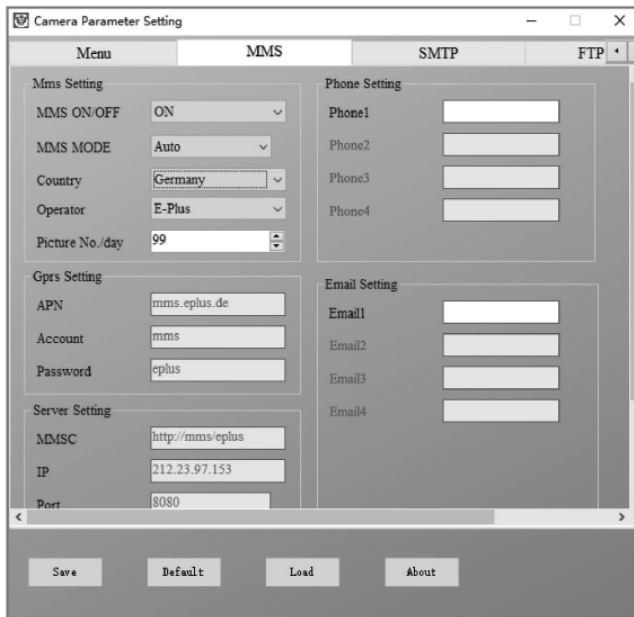 Camera Parameter Setting
Menu
MMS
SMTP
FTP
Mms Setting
MMS ON/OFF ON
MMS MODE Auto
Country Germany
Operator E-Plus
Picture No./day 99
Gprs Setting
APN mms.eplus.de
Account mms
Password eplus
Server Setting
MMSC http://mms/eplus
IP 212.23.97.153
Port 8080
Phone Setting
Phone1
Phone2
Phone3
Phone4
Email Setting
Email1
Email2
Email3
Email4
Save
Default
Load
About